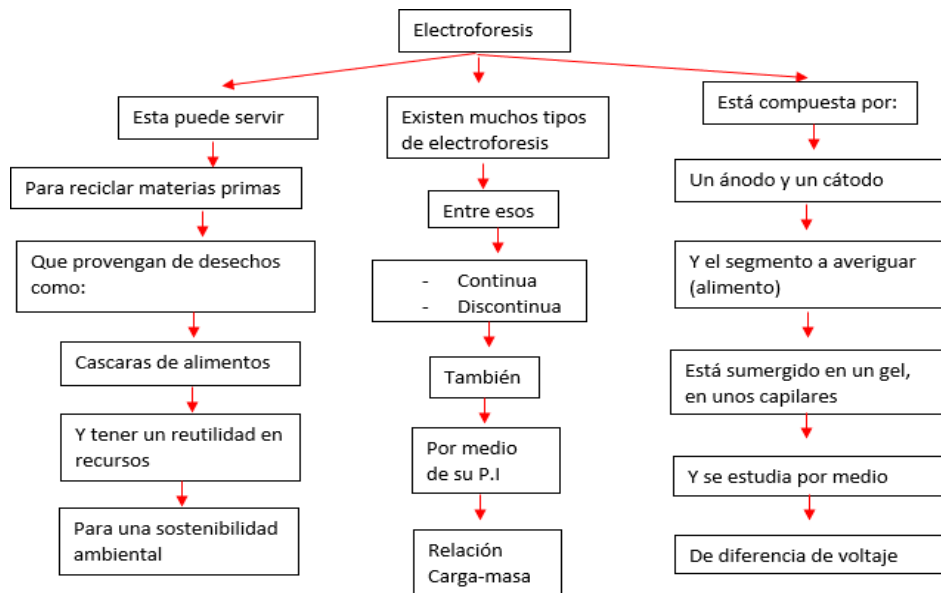 Electroforesis
Esta puede servir
Para reciclar materias primas
Que provengan de desechos
como:
Cascaras de alimentos
Y tener un reutilidad en
recursos
Para una sostenibilidad
ambiental
Existen muchos tipos
de electroforesis
Entre esos
- Continua
- Discontinua
También
Por medio
de su P.I
Relación
Carga-masa
Está compuesta por:
Un ánodo y un cátodo
Y el segmento a averiguar
(alimento)
Está sumergido en un gel,
en unos capilares
Y se estudia por medio
De diferencia de voltaje